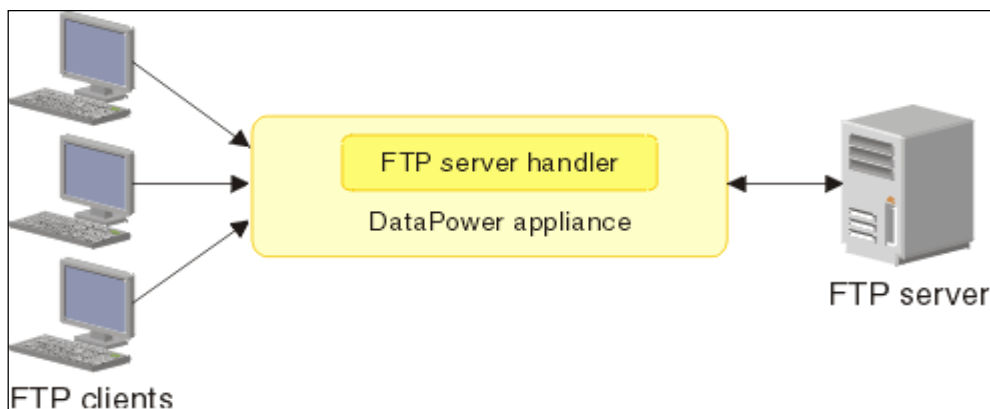 FTP server handler
DataPower appliance
FTP server
FTP clients